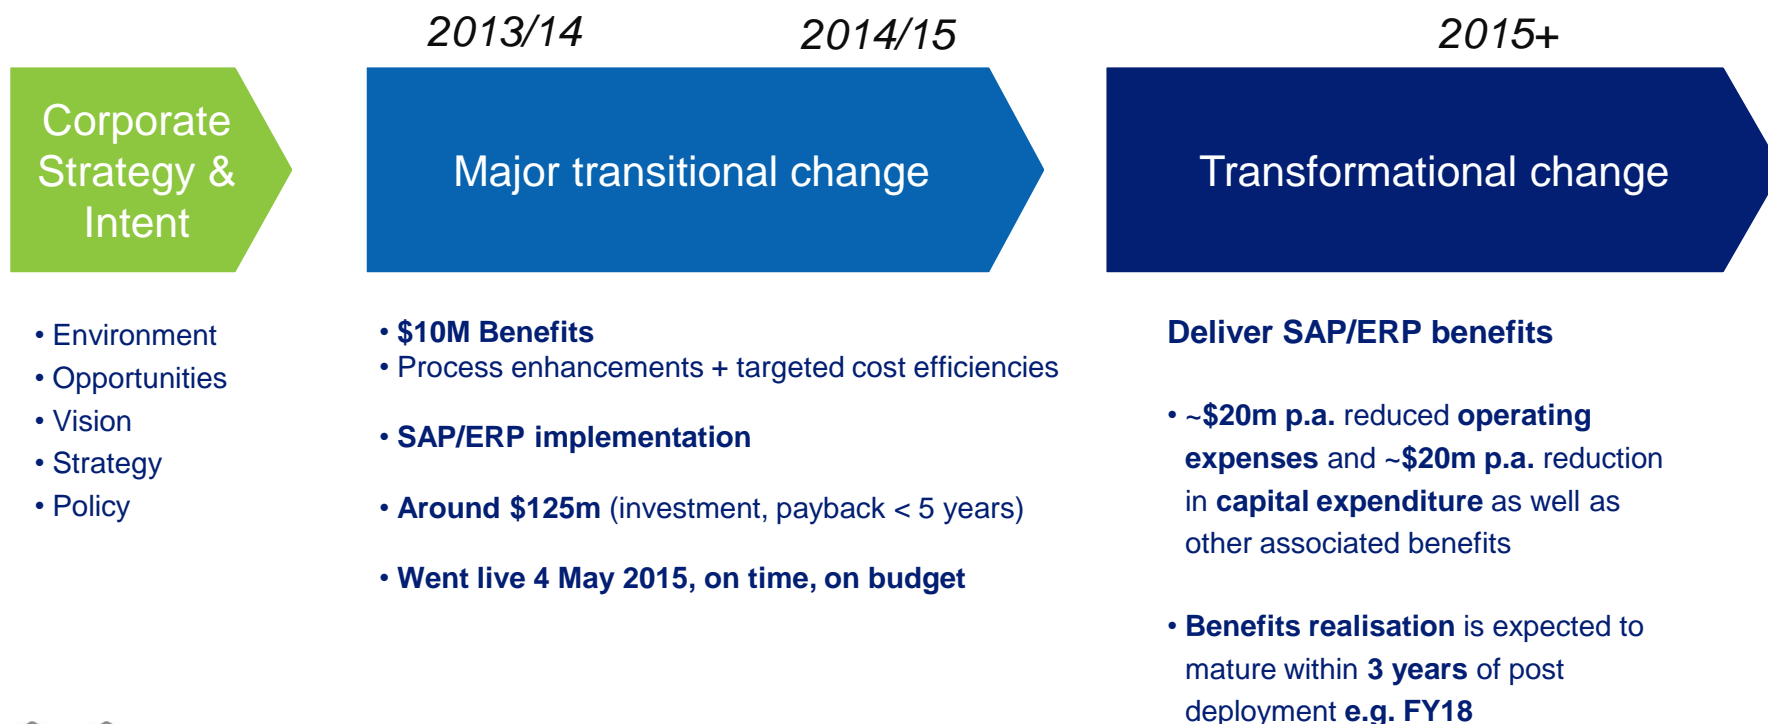 2013/14
2014/15
2015+
Corporate
Strategy &
Intent
Major transitional change
Transformational change
• Environment
• Opportunities
• Vision
• Strategy
• Policy
• $10M Benefits
• Process enhancements + targeted cost efficiencies
• SAP/ERP implementation
• Around $125m (investment, payback < 5 years)
• Went live 4 May 2015, on time, on budget
Deliver SAP/ERP benefits
• ~$20m p.a. reduced operating
expenses and ~$20m p.a. reduction
in capital expenditure as well as
other associated benefits
• Benefits realisation is expected to
mature within 3 years of post
deployment e.g. FY18